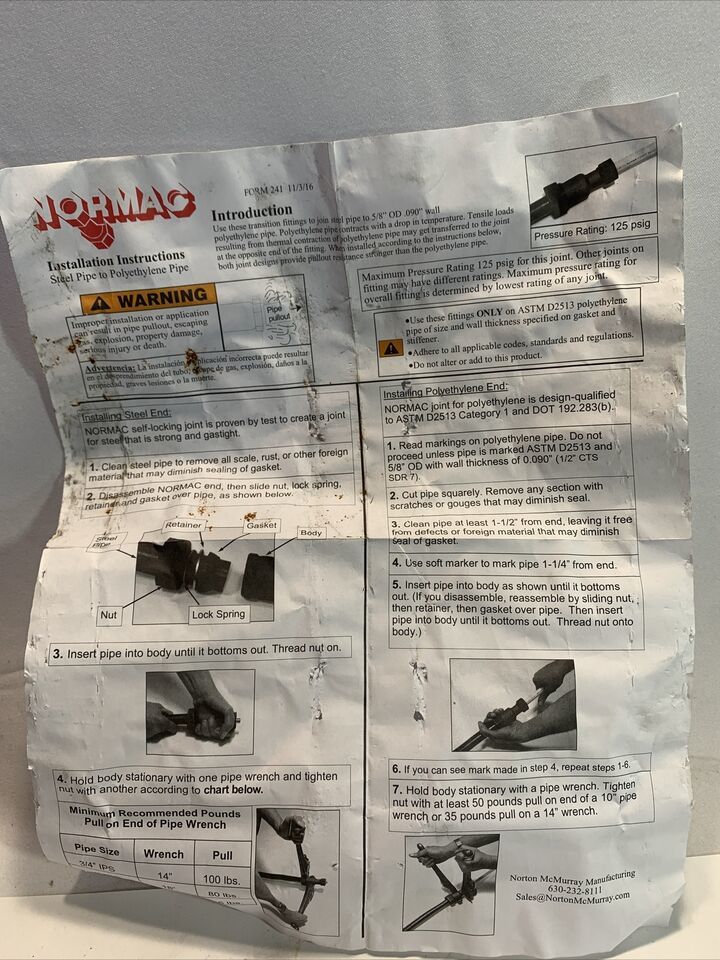 NORMAC
FORM 241 11/3/16
Installation Instructions
Steel Pipe to Polyethylene Pipe
Introduction
Use these transition fittings to join steel pipe to 5/8" OD .090" wall
polyethylene pipe. Polyethylene pipe contracts with a drop in temperature. Tensile loads
resulting from thermal contraction of polyethylene pipe may get transferred to the joint
at the opposite end of the fitting. When installed according to the instructions below,
both joint designs provide pullout resistance stronger than the polyethylene pipe.
Pressure Rating: 125 psig
WARNING
Improper installation or application
can result in pipe pullout, escaping
gas, explosion, property damage,
serious injury or death.
Pipe
pullout
Advertencia: La instalación/aplicación incorrecta puede resultar
en el desprendimiento del tubo, escape de gas, explosión, daños a la
propiedad, graves lesiones o la muerte.
Maximum Pressure Rating 125 psig for this joint. Other joints on
fitting may have different ratings. Maximum pressure rating for
overall fitting is determined by lowest rating of any joint.
•Use these fittings ONLY on ASTM D2513 polyethylene
pipe of size and wall thickness specified on gasket and
stiffener.
•Adhere to all applicable codes, standards and regulations.
•Do not alter or add to this product.
Installing Steel End:
NORMAC self-locking joint is proven by test to create a joint
for steel that is strong and gastight.
1. Clean steel pipe to remove all scale, rust, or other foreign
material that may diminish sealing of gasket.
2. Disassemble NORMAC end, then slide nut, lock spring,
retainer and gasket over pipe, as shown below.
Steel
Pipe
Retainer
Gasket
Body
Nut
Lock Spring
3. Insert pipe into body until it bottoms out. Thread nut on.
4. Hold body stationary with one pipe wrench and tighten
nut with another according to chart below.
Minimum Recommended Pounds
Pull on End of Pipe Wrench
Pipe Size Wrench Pull
3/4" IPS 14" 100 lbs.
18" 80 lbs.
lbs.
Installing Polyethylene End:
NORMAC joint for polyethylene is design-qualified
to ASTM D2513 Category 1 and DOT 192.283(b).
1. Read markings on polyethylene pipe. Do not
proceed unless pipe is marked ASTM D2513 and
5/8" OD with wall thickness of 0.090" (1/2" CTS
SDR 7).
2. Cut pipe squarely. Remove any section with
scratches or gouges that may diminish seal.
3. Clean pipe at least 1-1/2" from end, leaving it free
from defects or foreign material that may diminish
seal of gasket.
4. Use soft marker to mark pipe 1-1/4" from end.
5. Insert pipe into body as shown until it bottoms
out. (If you disassemble, reassemble by sliding nut,
then retainer, then gasket over pipe. Then insert
pipe into body until it bottoms out. Thread nut onto
body.)
6. If you can see mark made in step 4, repeat steps 1-6.
7. Hold body stationary with a pipe wrench. Tighten
nut with at least 50 pounds pull on end of a 10" pipe
wrench or 35 pounds pull on a 14" wrench.
Norton McMurray Manufacturing
630-232-8111
Sales@NortonMcMurray.com